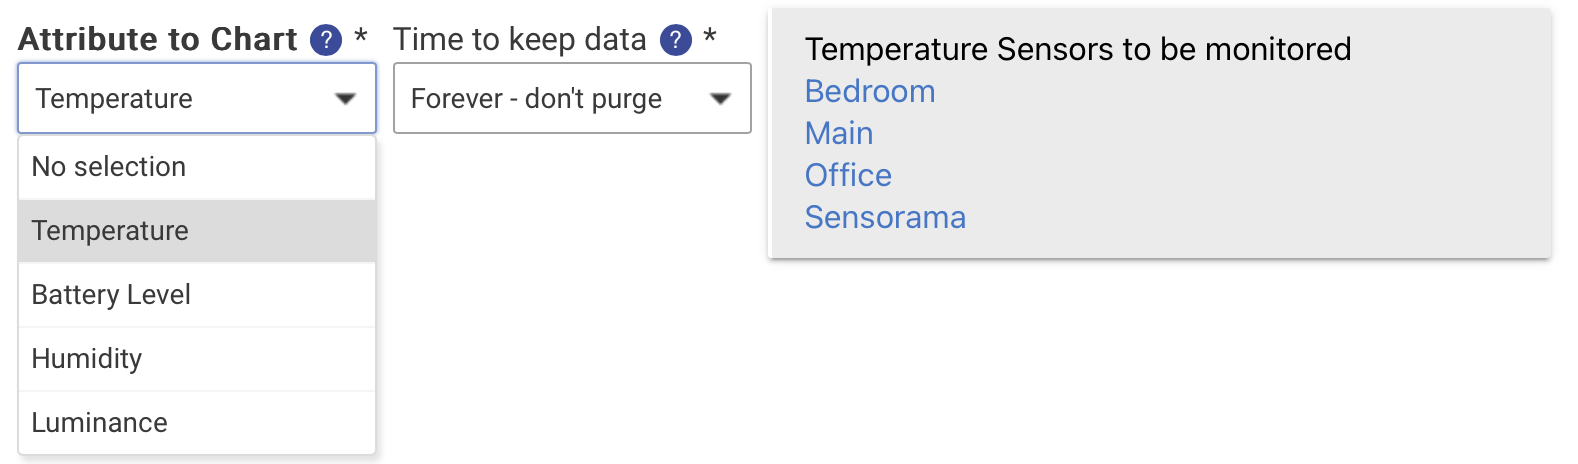 Attribute to Chart ? *
Temperature
No selection
Temperature
Battery Level
Humidity
Luminance
Time to keep data ? *
Forever - don't purge
Temperature Sensors to be monitored
Bedroom
Main
Office
Sensorama